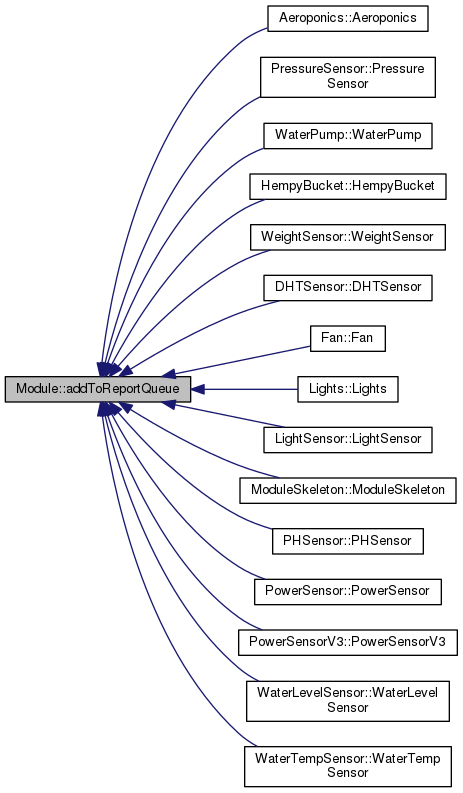 Aeroponics::Aeroponics
PressureSensor::Pressure
Sensor
WaterPump::WaterPump
HempyBucket::HempyBucket
WeightSensor::WeightSensor
DHTSensor::DHTSensor
Fan::Fan
Module::addToReportQueue
Lights::Lights
LightSensor::LightSensor
ModuleSkeleton::ModuleSkeleton
PHSensor::PHSensor
PowerSensor::PowerSensor
PowerSensorV3::PowerSensorV3
WaterLevelSensor::WaterLevel
Sensor
WaterTempSensor::WaterTemp
Sensor